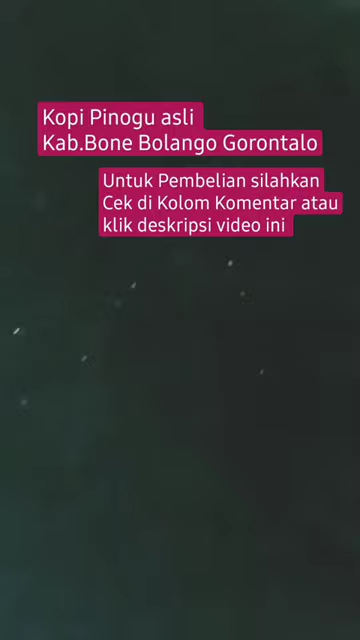 Kopi Pinogu asli
Kab.Bone Bolango Gorontalo
Untuk Pembelian silahkan
Cek di Kolom Komentar atau
klik deskripsi video ini